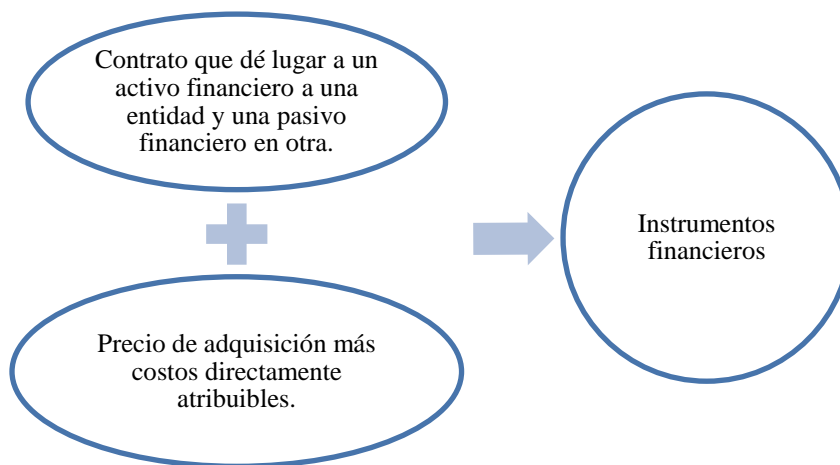 Contrato que dé lugar a un
activo financiero a una
entidad y una pasivo
financiero en otra.
Precio de adquisición más
costos directamente
atribuibles.
Instrumentos
financieros